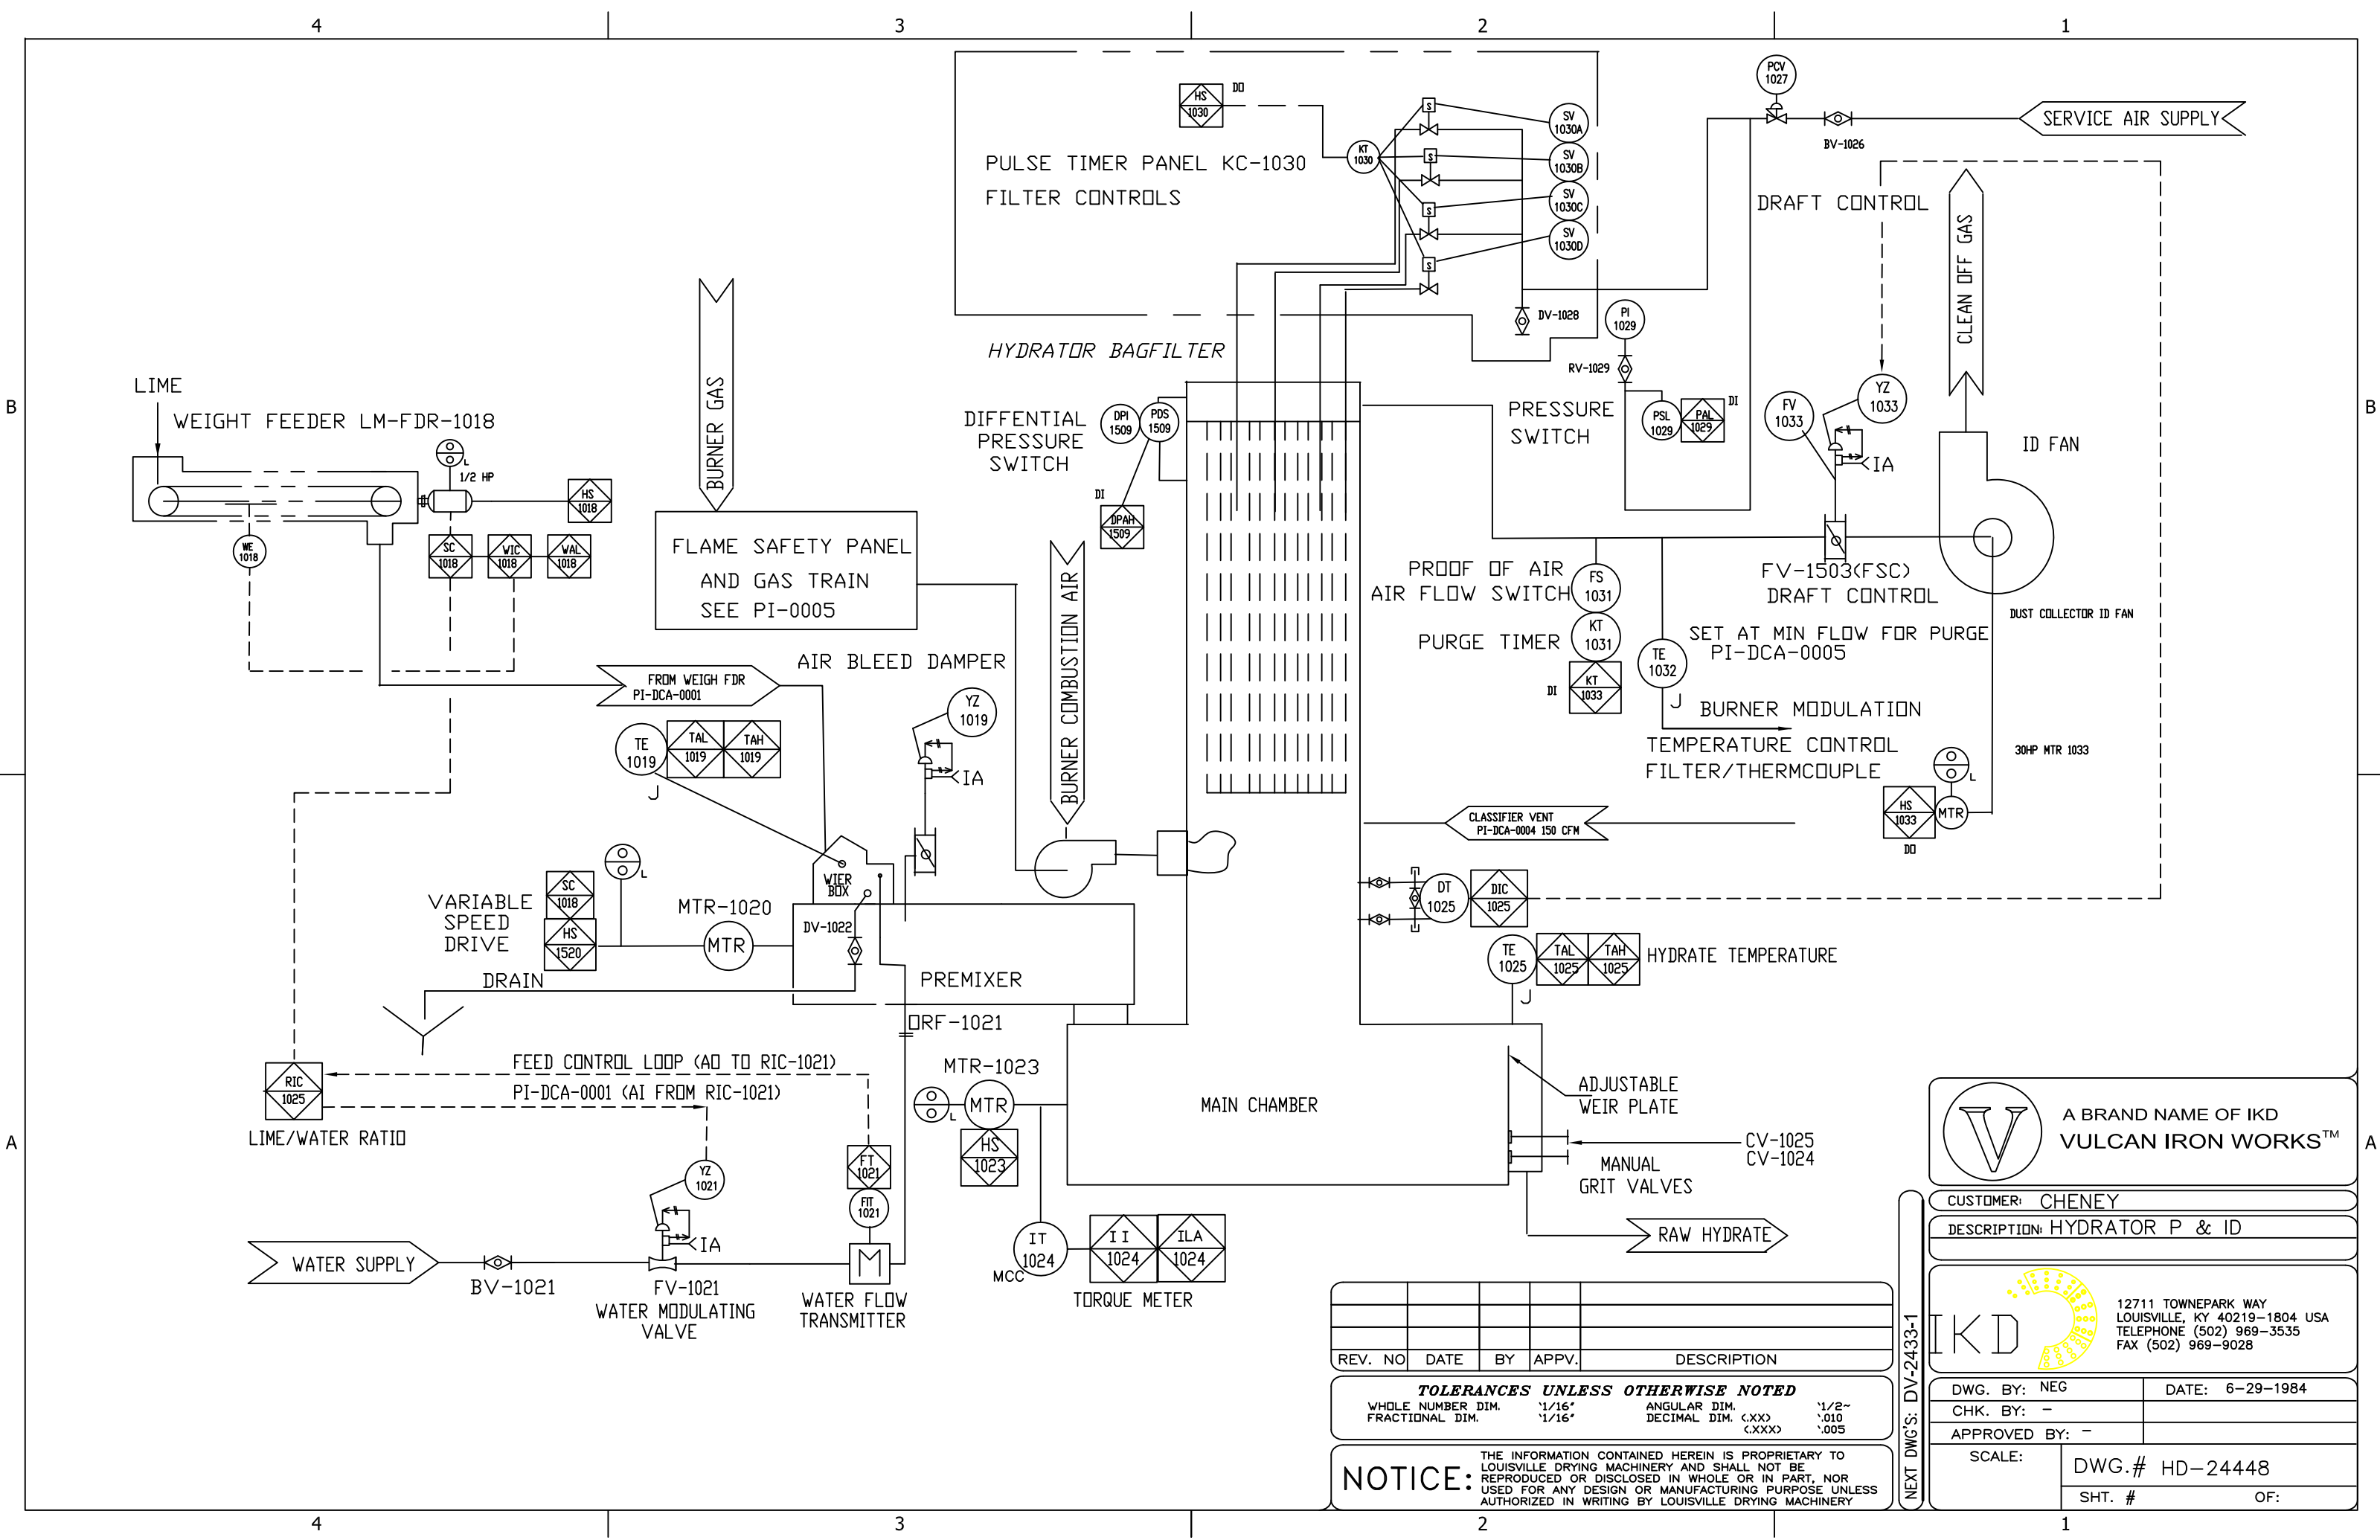 4
3
2
1
B
B
A
A
HS
1030
DO
PULSE TIMER PANEL KC-1030
FILTER CONTROLS
KT
1030
S
S
S
S
SV
1030A
SV
1030B
SV
1030C
SV
1030D
DV-1028
PCV
1027
BV-1026
SERVICE AIR SUPPLY
DRAFT CONTROL
CLEAN OFF GAS
HYDRATOR BAGFILTER
PI
1029
RV-1029
PRESSURE
SWITCH
PSL
1029
PAL
1029
DI
FV
1033
YZ
1033
IA
ID FAN
LIME
WEIGHT FEEDER LM-FDR-1018
L
1/2 HP
HS
1018
WE
1018
SC
1018
WIC
1018
WAL
1018
BURNER GAS
FLAME SAFETY PANEL
AND GAS TRAIN
SEE PI-0005
DIFFENTIAL
PRESSURE
SWITCH
DPI
1509
PDS
1509
DI
DPAH
1509
BURNER COMBUSTION AIR
PROOF OF AIR
AIR FLOW SWITCH
FS
1031
PURGE TIMER
KT
1031
DI
KT
1033
TE
1032
J
FV-1503(FSC)
DRAFT CONTROL
SET AT MIN FLOW FOR PURGE
PI-DCA-0005
DUST COLLECTOR ID FAN
BURNER MODULATION
TEMPERATURE CONTROL
FILTER/THERMCOUPLE
30HP MTR 1033
L
HS
1033
MTR
DO
FROM WEIGH FDR
PI-DCA-0001
AIR BLEED DAMPER
YZ
1019
IA
TE
1019
TAL
1019
TAH
1019
J
CLASSIFIER VENT
PI-DCA-0004 150 CFM
WIER
BOX
DT
1025
DIC
1025
VARIABLE
SPEED
DRIVE
SC
1018
HS
1520
L
MTR-1020
MTR
DV-1022
PREMIXER
DRAIN
ORF-1021
TE
1025
TAL
1025
TAH
1025
HYDRATE TEMPERATURE
J
RIC
1025
LIME/WATER RATIO
FEED CONTROL LOOP (AO TO RIC-1021)
PI-DCA-0001 (AI FROM RIC-1021)
MTR-1023
L
MTR
HS
1023
MAIN CHAMBER
ADJUSTABLE
WEIR PLATE
CV-1025
CV-1024
MANUAL
GRIT VALVES
RAW HYDRATE
YZ
1021
IA
FT
1021
FIT
1021
M
WATER SUPPLY
BV-1021
FV-1021
WATER MODULATING
VALVE
WATER FLOW
TRANSMITTER
IT
1024
MCC
II
1024
ILA
1024
TORQUE METER
REV. NO DATE BY APPV. DESCRIPTION
TOLERANCES UNLESS OTHERWISE NOTED
WHOLE NUMBER DIM. `1/16" ANGULAR DIM. `1/2~
FRACTIONAL DIM. `1/16" DECIMAL DIM. (.XX) `.010
(.XXX) `.005
NOTICE:
THE INFORMATION CONTAINED HEREIN IS PROPRIETARY TO
LOUISVILLE DRYING MACHINERY AND SHALL NOT BE
REPRODUCED OR DISCLOSED IN WHOLE OR IN PART, NOR
USED FOR ANY DESIGN OR MANUFACTURING PURPOSE UNLESS
AUTHORIZED IN WRITING BY LOUISVILLE DRYING MACHINERY
NEXT DWG'S: DV-2433-1
V
A BRAND NAME OF IKD
VULCAN IRON WORKS™
CUSTOMER: CHENEY
DESCRIPTION: HYDRATOR P & ID
IKD
12711 TOWNEPARK WAY
LOUISVILLE, KY 40219-1804 USA
TELEPHONE (502) 969-3535
FAX (502) 969-9028
DWG. BY: NEG DATE: 6-29-1984
CHK. BY: -
APPROVED BY: -
SCALE:
DWG.# HD-24448
SHT. # OF:
4
3
2
1